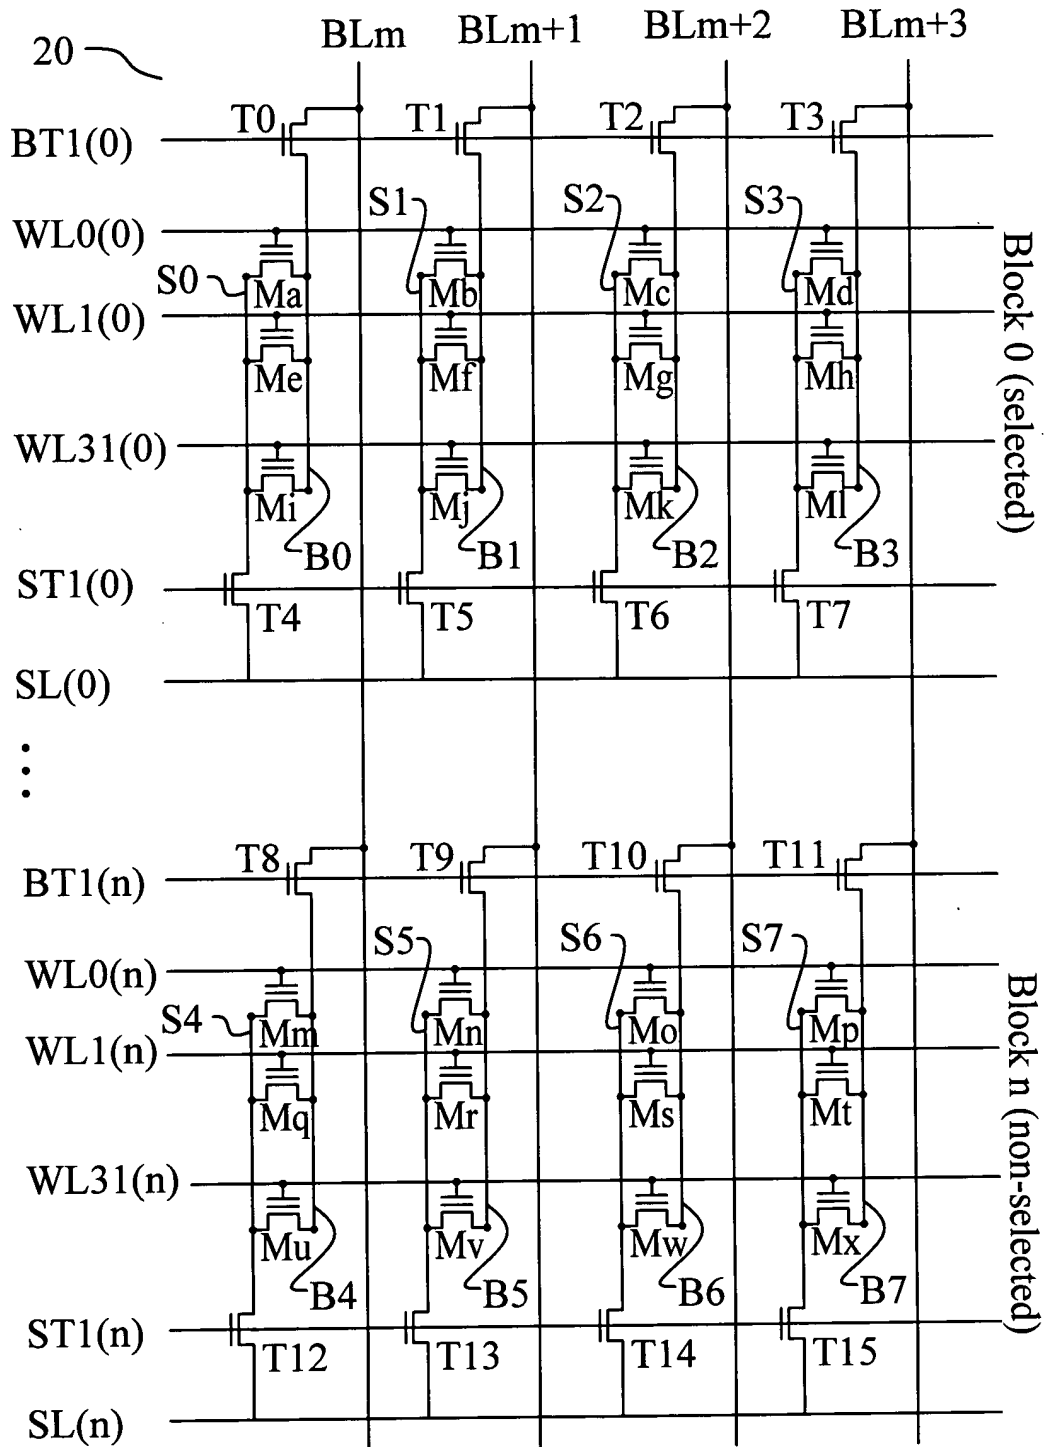 20
BLm BLm+1 BLm+2 BLm+3
T0 T1 T2 T3
BT1(0)
S1 S2 S3
WL0(0)
S0 Ma Mb Mc Md
WL1(0)
Me Mf Mg Mh
WL31(0)
Mi Mj Mk Ml
B0 B1 B2 B3
ST1(0)
T4 T5 T6 T7
SL(0)
Block 0 (selected)
T8 T9 T10 T11
BT1(n)
S5 S6 S7
WL0(n)
S4 Mm Mn Mo Mp
WL1(n)
Mq Mr Ms Mt
WL31(n)
Mu Mv Mw Mx
B4 B5 B6 B7
ST1(n)
T12 T13 T14 T15
SL(n)
Block n (non-selected)